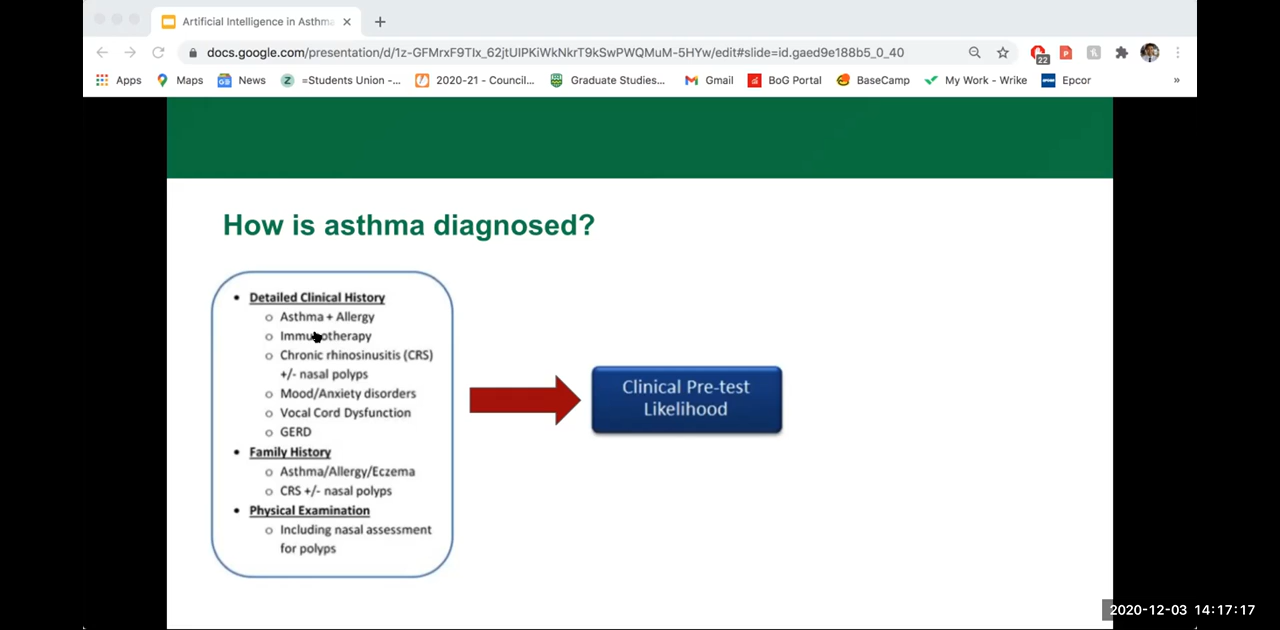 Artificial Intelligence in Asthma
docs.google.com/presentation/d/1z-GFMrxF9TIx_62jtUIPKiWkNkrT9kSwPWQMuM-5HYw/edit#slide=id.gaed9e188b5_0_40
22
Apps Maps News =Students Union -... 2020-21 - Council... Graduate Studies... Gmail BoG Portal BaseCamp My Work - Wrike Epcor »
How is asthma diagnosed?
• Detailed Clinical History
o Asthma + Allergy
o Immunotherapy
o Chronic rhinosinusitis (CRS)
+/- nasal polyps
o Mood/Anxiety disorders
o Vocal Cord Dysfunction
o GERD
• Family History
o Asthma/Allergy/Eczema
o CRS +/- nasal polyps
• Physical Examination
o Including nasal assessment
for polyps
Clinical Pre-test
Likelihood
2020-12-03 14:17:17